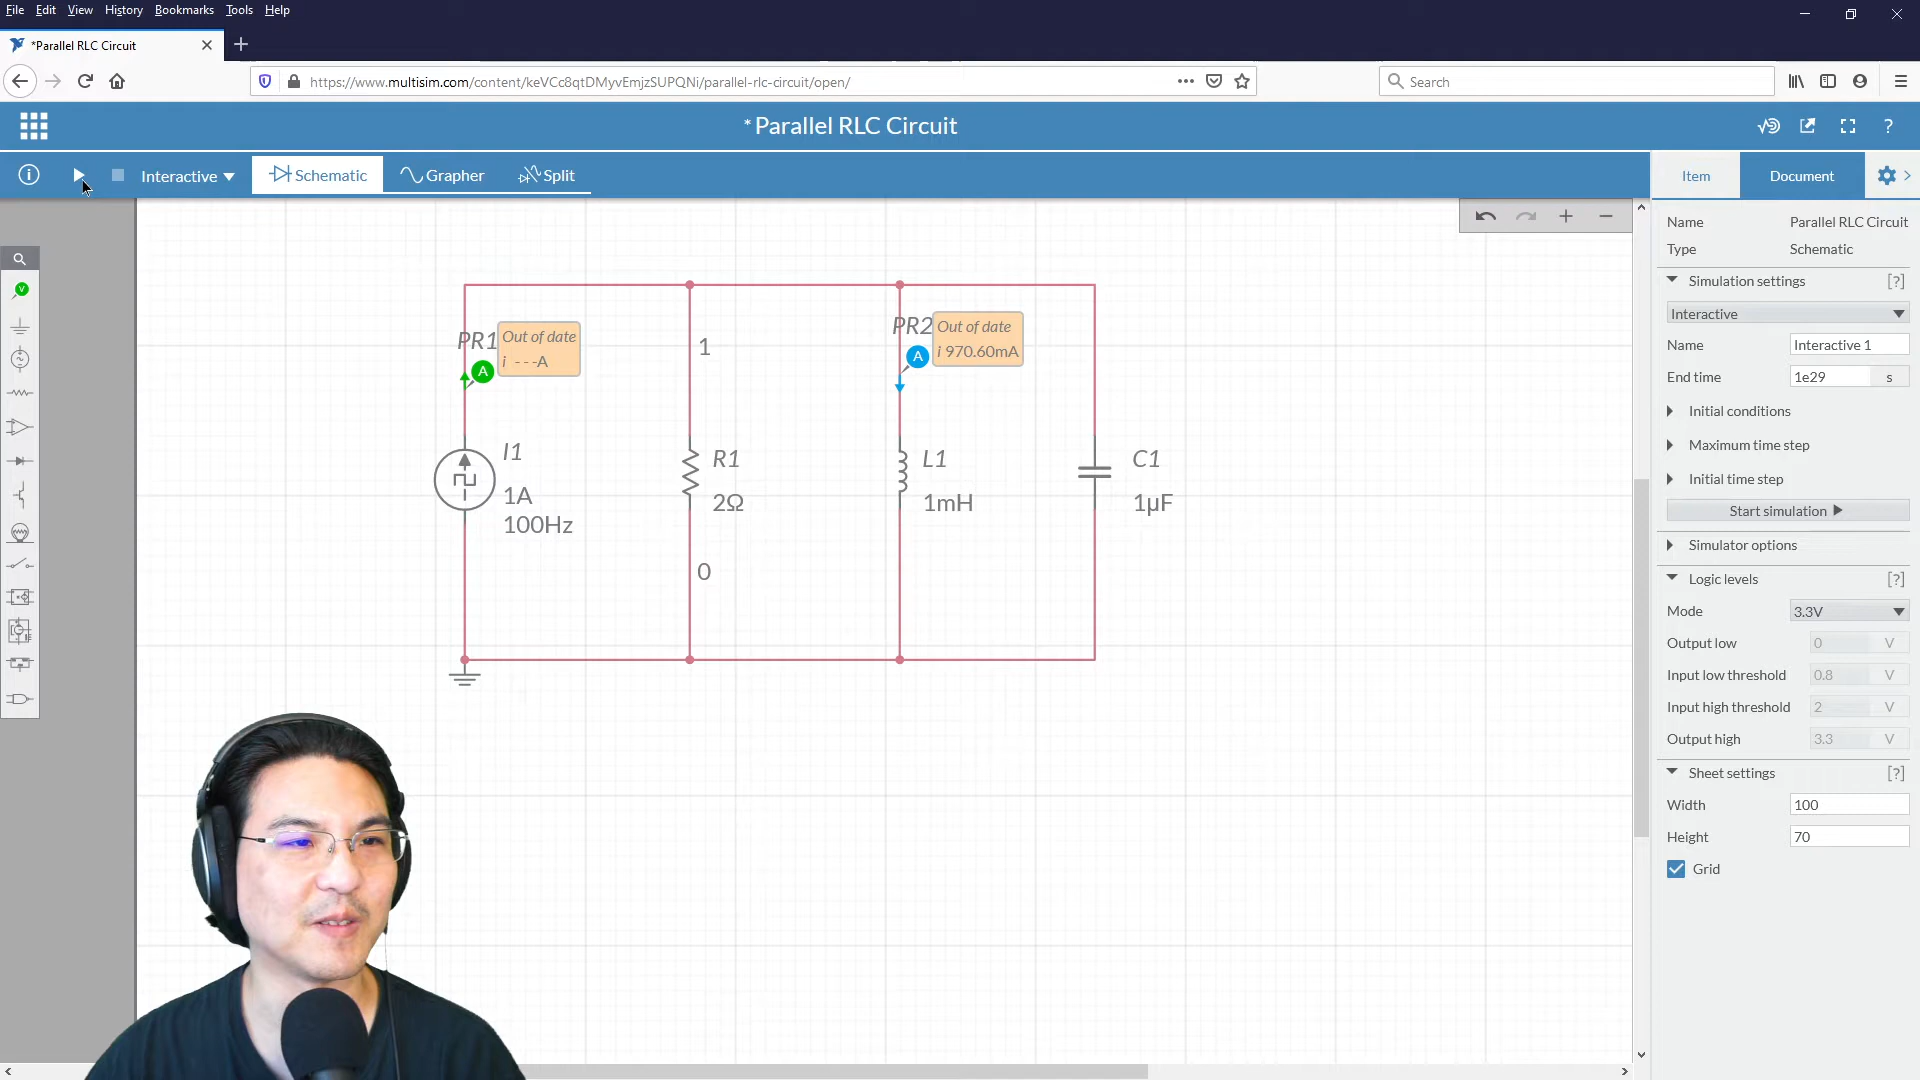 File Edit View History Bookmarks Tools Help
*Parallel RLC Circuit
https://www.multisim.com/content/keVCc8qtDMyvEmjzSUPQNi/parallel-rlc-circuit/open/
Search
* Parallel RLC Circuit
?
Interactive
Schematic
Grapher
Split
Item
Document
Name Parallel RLC Circuit
Type Schematic
Simulation settings [?]
Interactive
Name Interactive 1
End time 1e29 s
Initial conditions
Maximum time step
Initial time step
Start simulation
Simulator options
Logic levels [?]
Mode 3.3V
Output low 0 V
Input low threshold 0.8 V
Input high threshold 2 V
Output high 3.3 V
Sheet settings [?]
Width 100
Height 70
Grid
V
PR1
Out of date
i ---A
A
1
PR2
Out of date
i 970.60mA
A
I1
1A
100Hz
R1
2Ω
L1
1mH
C1
1µF
0